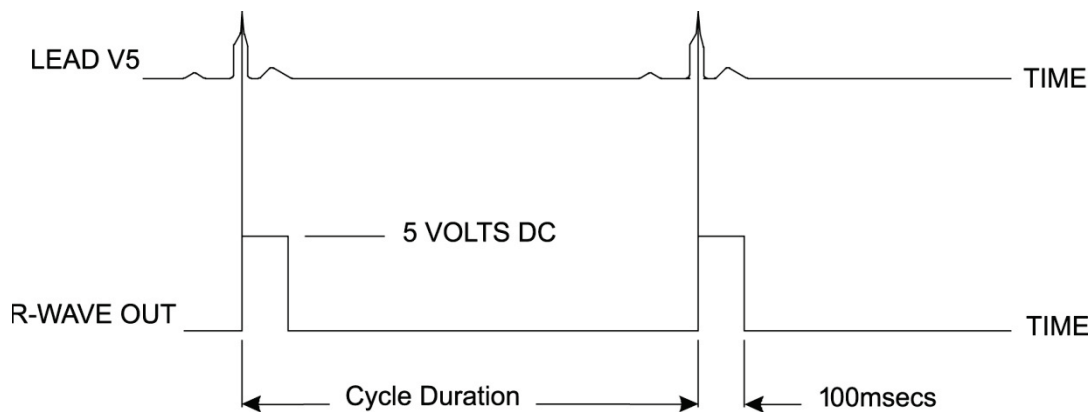 LEAD V5
TIME
5 VOLTS DC
R-WAVE OUT
TIME
Cycle Duration
100msecs